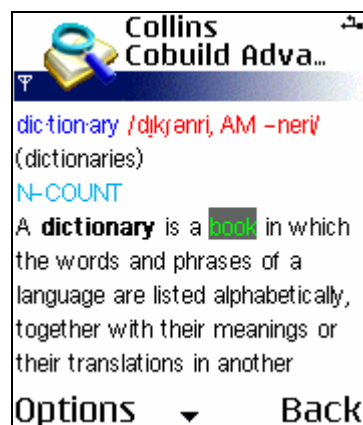 Collins
Cobuild Adva...
dic·tion·ary /dɪkʃənri, AM –neri/
(dictionaries)
N-COUNT
A dictionary is a book in which
the words and phrases of a
language are listed alphabetically,
together with their meanings or
their translations in another
Options Back